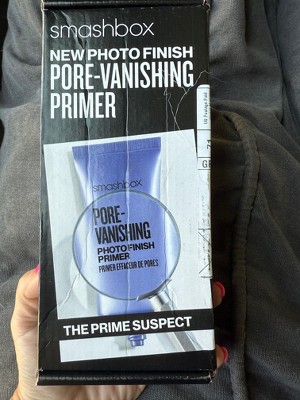 smashbox
NEW PHOTO FINISH
PORE-VANISHING
PRIMER
smashbox
PORE-
VANISHING
PHOTO FINISH
PRIMER
PRIMER EFFACEUR DE PORES
THE PRIME SUSPECT